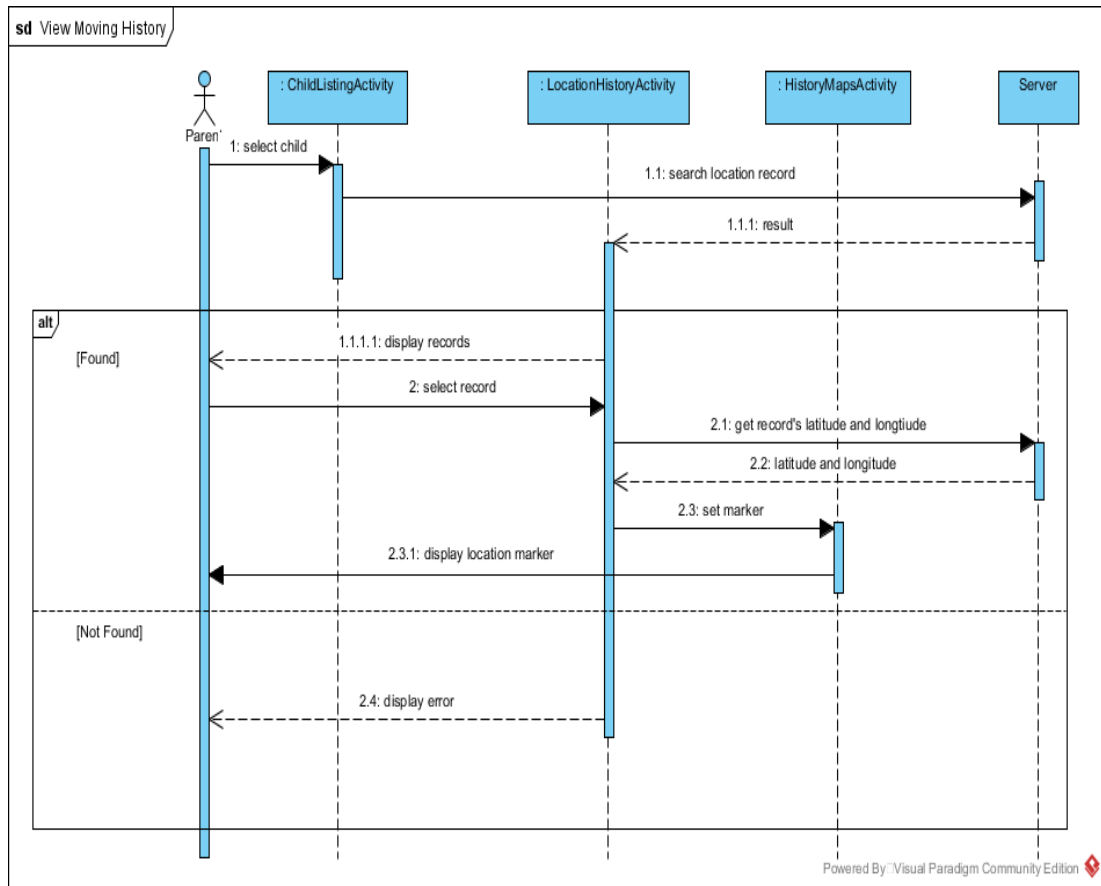 sd View Moving History
: ChildListingActivity
: LocationHistoryActivity
: HistoryMapsActivity
Server
Paren
1: select child
1.1: search location record
1.1.1: result
alt
[Found]
1.1.1.1: display records
2: select record
2.1: get record's latitude and longtiude
2.2: latitude and longitude
2.3: set marker
2.3.1: display location marker
[Not Found]
2.4: display error
Powered By Visual Paradigm Community Edition